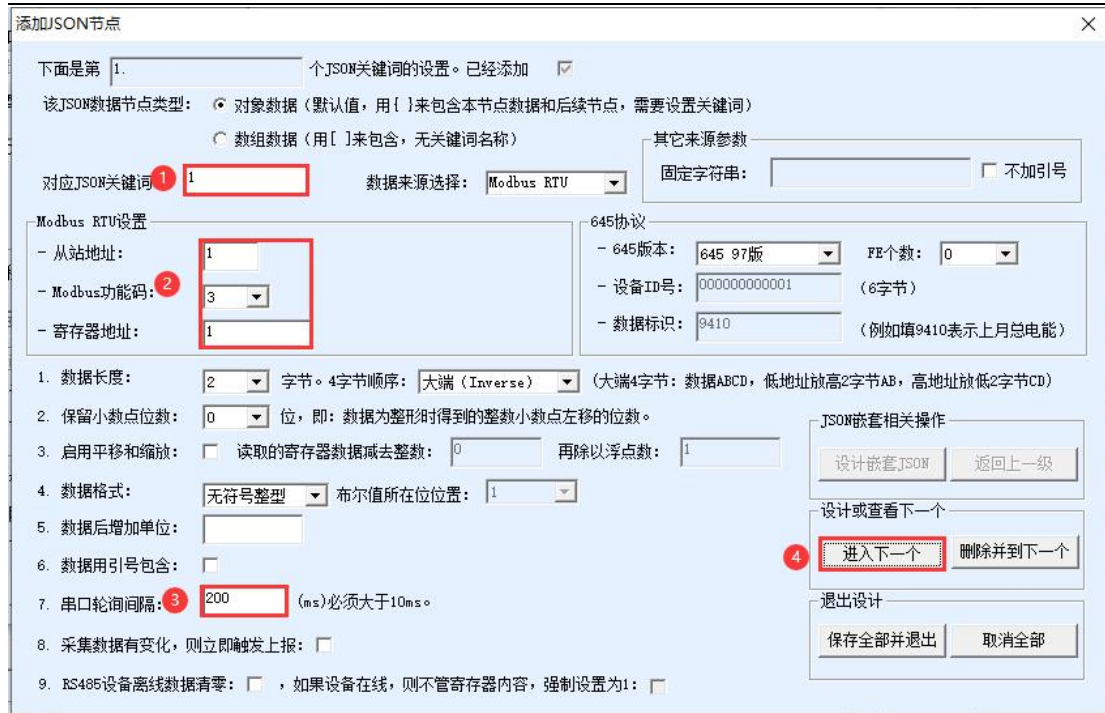 添加JSON节点
下面是第 1. 个JSON关键词的设置。已经添加
该JSON数据节点类型: 对象数据(默认值,用{ }来包含本节点数据和后续节点,需要设置关键词)
数组数据(用[ ]来包含,无关键词名称)
其它来源参数
固定字符串: 不加引号
对应JSON关键词 1 1 数据来源选择: Modbus RTU
Modbus RTU设置
- 从站地址: 1
- Modbus功能码: 2 3
- 寄存器地址: 1
645协议
- 645版本: 645 97版 FE个数: 0
- 设备ID号: 000000000001 (6字节)
- 数据标识: 9410 (例如填9410表示上月总电能)
1. 数据长度: 2 字节。4字节顺序: 大端 (Inverse) (大端4字节: 数据ABCD, 低地址放高2字节AB, 高地址放低2字节CD)
2. 保留小数点位数: 0 位,即: 数据为整形时得到的整数小数点左移的位数。
3. 启用平移和缩放: 读取的寄存器数据减去整数: 0 再除以浮点数: 1
4. 数据格式: 无符号整型 布尔值所在位位置: 1
5. 数据后增加单位:
6. 数据用引号包含:
7. 串口轮询间隔: 3 200 (ms)必须大于10ms。
8. 采集数据有变化,则立即触发上报:
9. RS485设备离线数据清零: ,如果设备在线,则不管寄存器内容,强制设置为1:
JSON嵌套相关操作
设计嵌套JSON 返回上一级
设计或查看下一个
4 进入下一个 删除并到下一个
退出设计
保存全部并退出 取消全部